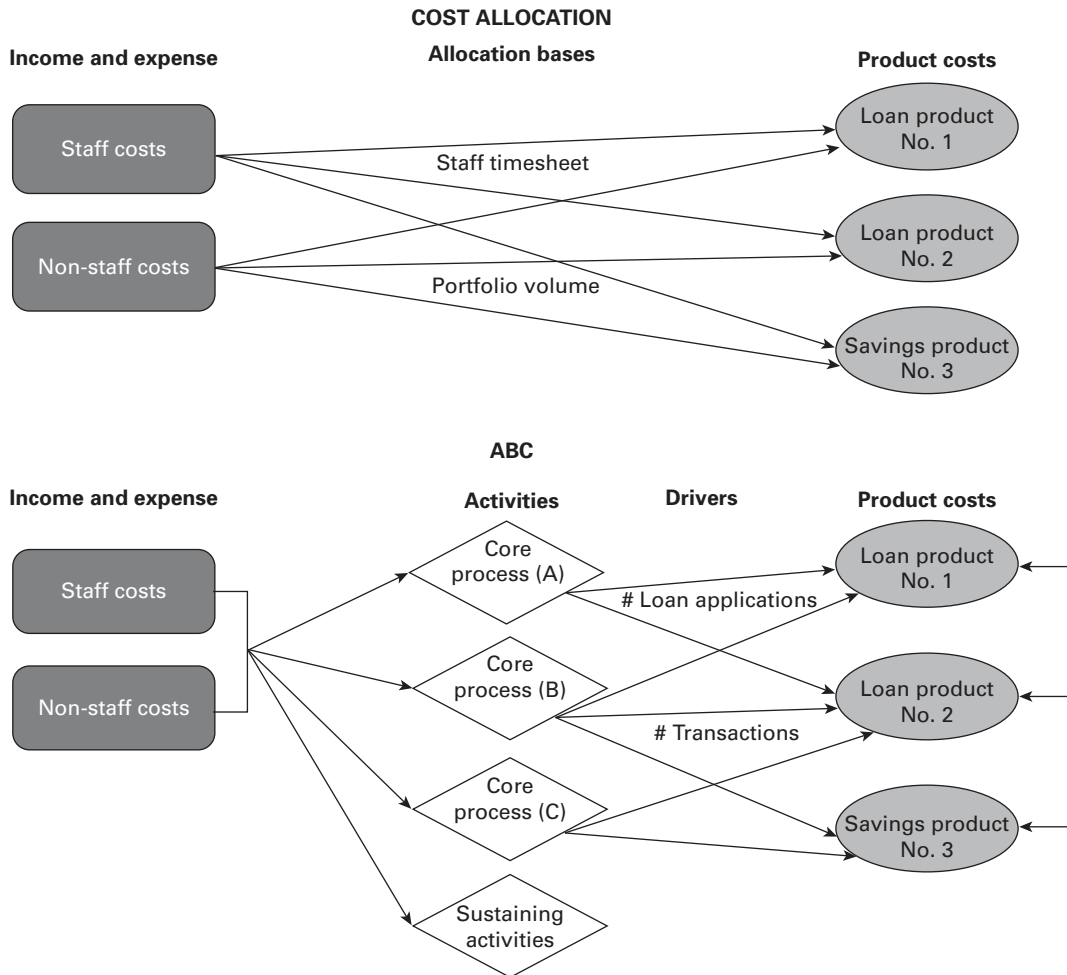 COST ALLOCATION
Income and expense
Allocation bases
Product costs
Staff costs
Non-staff costs
Staff timesheet
Portfolio volume
Loan product
No. 1
Loan product
No. 2
Savings product
No. 3
ABC
Income and expense
Activities
Drivers
Product costs
Staff costs
Non-staff costs
Core
process (A)
Core
process (B)
Core
process (C)
Sustaining
activities
# Loan applications
# Transactions
Loan product
No. 1
Loan product
No. 2
Savings product
No. 3